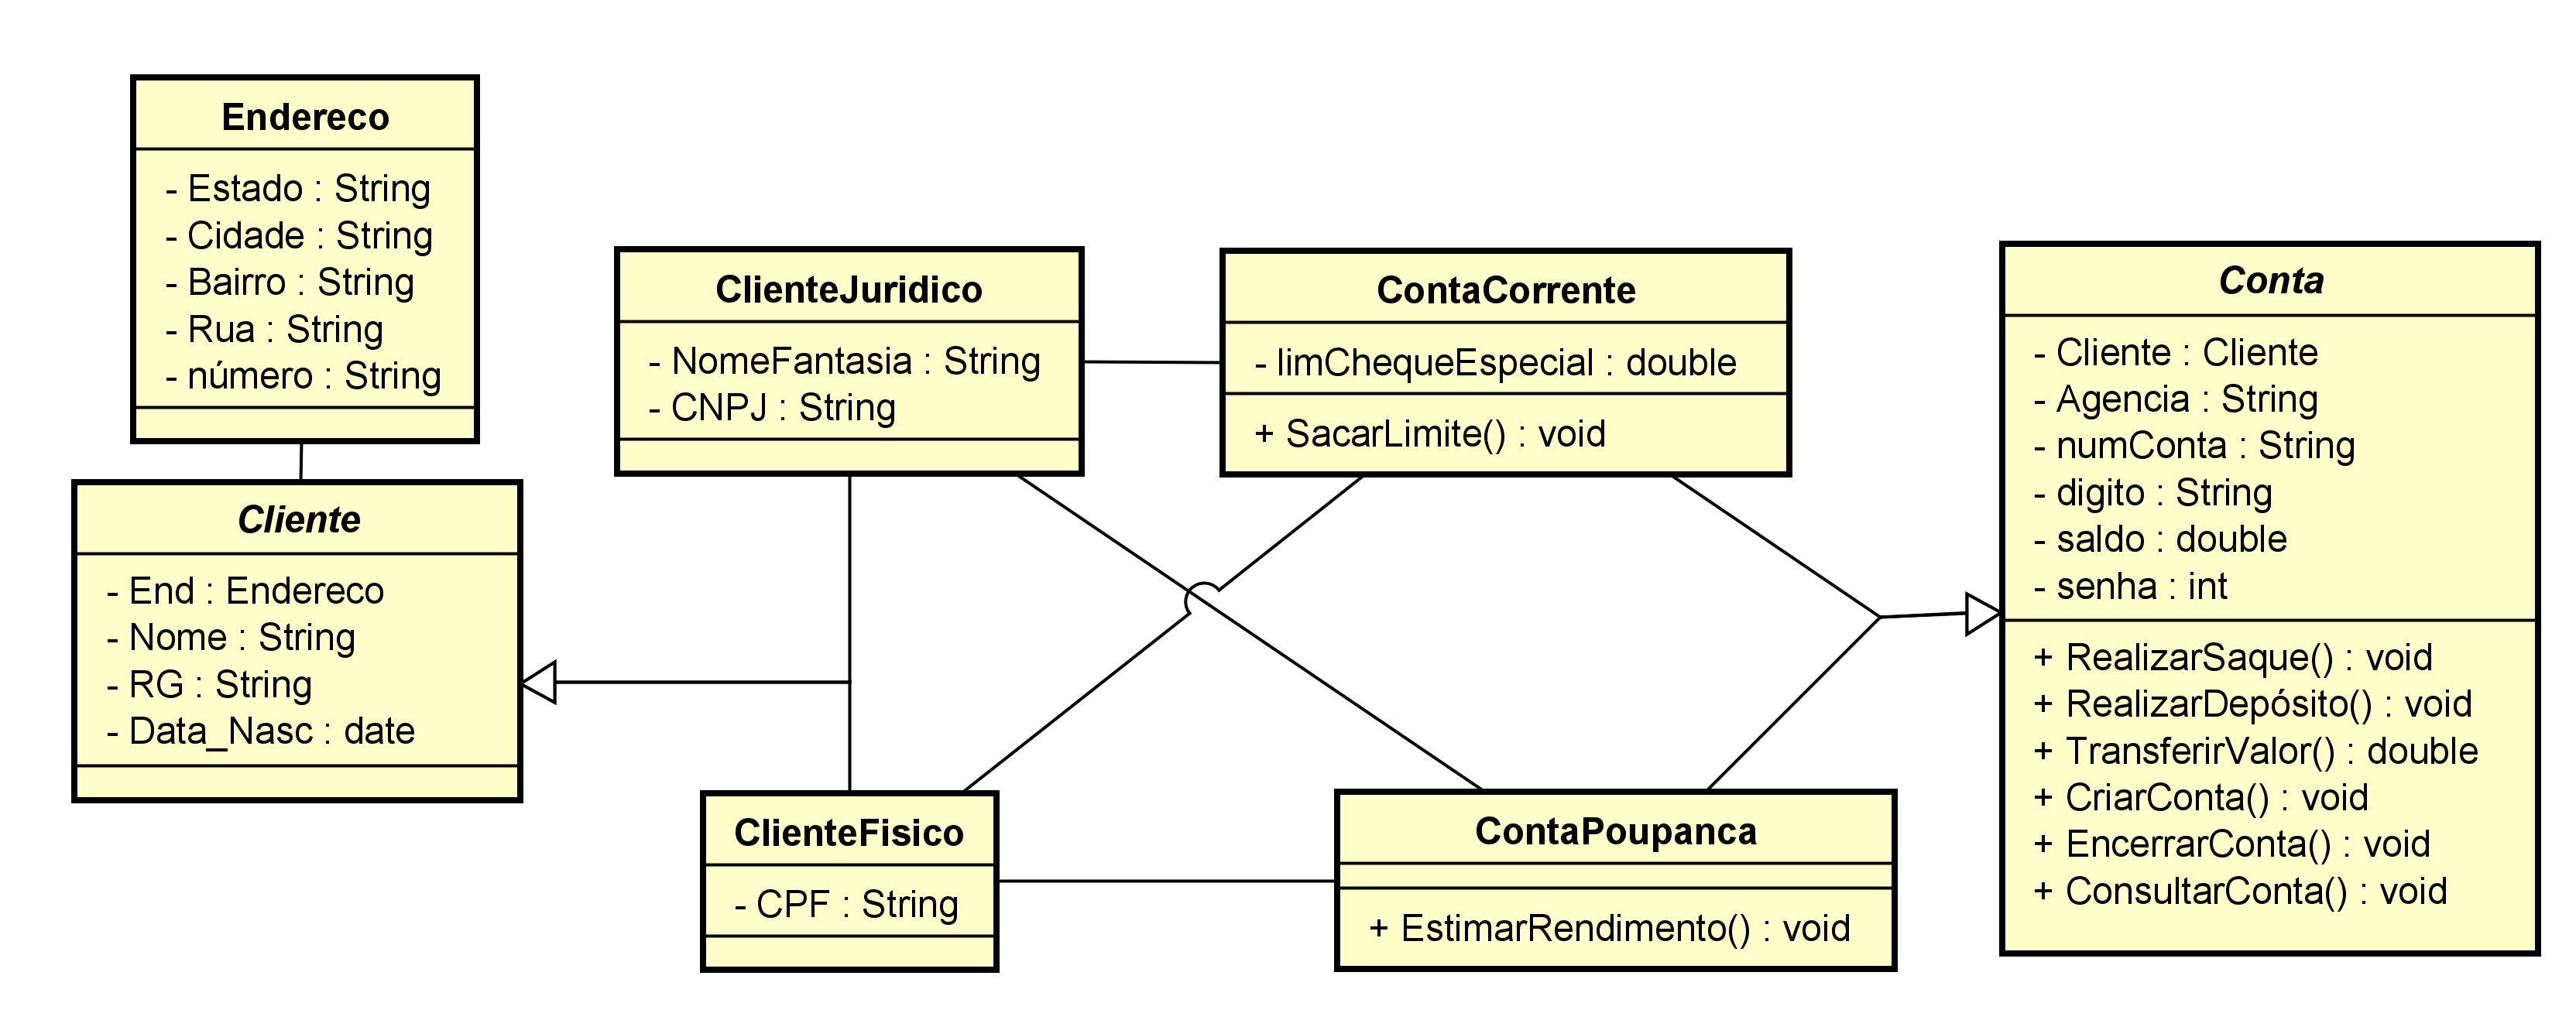 Endereco
- Estado : String
- Cidade : String
- Bairro : String
- Rua : String
- número : String
Cliente
- End : Endereco
- Nome : String
- RG : String
- Data_Nasc : date
ClienteJuridico
- NomeFantasia : String
- CNPJ : String
ClienteFisico
- CPF : String
ContaCorrente
- limChequeEspecial : double
+ SacarLimite() : void
ContaPoupanca
+ EstimarRendimento() : void
Conta
- Cliente : Cliente
- Agencia : String
- numConta : String
- digito : String
- saldo : double
- senha : int
+ RealizarSaque() : void
+ RealizarDepósito() : void
+ TransferirValor() : double
+ CriarConta() : void
+ EncerrarConta() : void
+ ConsultarConta() : void